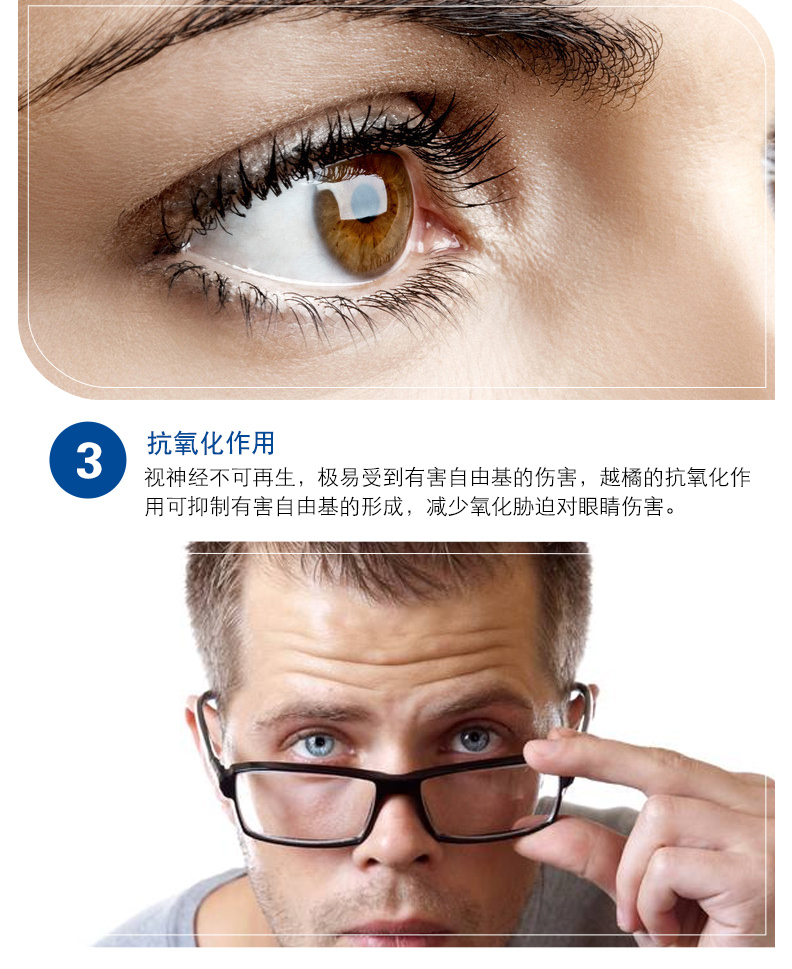 3
抗氧化作用
视神经不可再生，极易受到有害自由基的伤害，越橘的抗氧化作
用可抑制有害自由基的形成，减少氧化胁迫对眼睛伤害。